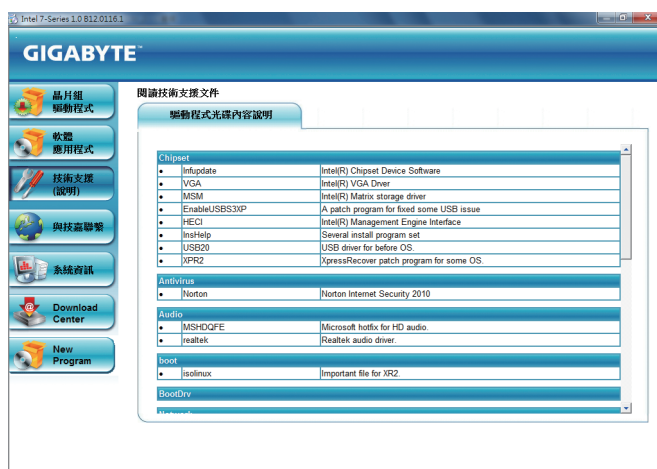 Intel 7-Series 1.0 B12.0116.1
GIGABYTE™
晶片組
驅動程式
軟體
應用程式
技術支援
(說明)
與技嘉聯繫
系統資訊
Download
Center
New
Program
閱讀技術支援文件
驅動程式光碟內容說明
Chipset
• Infupdate Intel(R) Chipset Device Software
• VGA Intel(R) VGA Drver
• MSM Intel(R) Matrix storage driver
• EnableUSBS3XP A patch program for fixed some USB issue
• HECI Intel(R) Management Engine Interface
• InsHelp Several install program set
• USB20 USB driver for before OS.
• XPR2 XpressRecover patch program for some OS.
Antivirus
• Norton Norton Internet Security 2010
Audio
• MSHDQFE Microsoft hotfix for HD audio.
• realtek Realtek audio driver.
boot
• isolinux Important file for XR2.
BootDrv